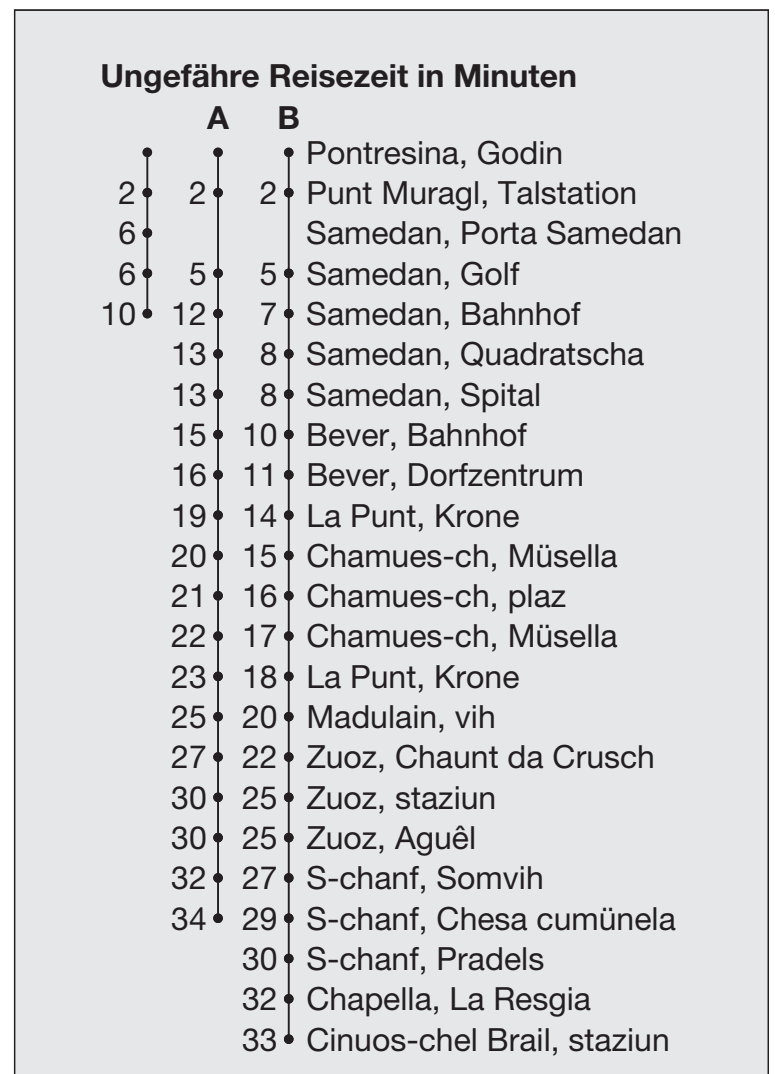 Ungefähre Reisezeit in Minuten
A B
Pontresina, Godin
2 2 2 Punt Muragl, Talstation
6 Samedan, Porta Samedan
6 5 5 Samedan, Golf
10 12 7 Samedan, Bahnhof
13 8 Samedan, Quadratscha
13 8 Samedan, Spital
15 10 Bever, Bahnhof
16 11 Bever, Dorfzentrum
19 14 La Punt, Krone
20 15 Chamues-ch, Müsella
21 16 Chamues-ch, plaz
22 17 Chamues-ch, Müsella
23 18 La Punt, Krone
25 20 Madulain, vih
27 22 Zuoz, Chaunt da Crusch
30 25 Zuoz, staziun
30 25 Zuoz, Aguêl
32 27 S-chanf, Somvih
34 29 S-chanf, Chesa cumünela
30 S-chanf, Pradels
32 Chapella, La Resgia
33 Cinuos-chel Brail, staziun